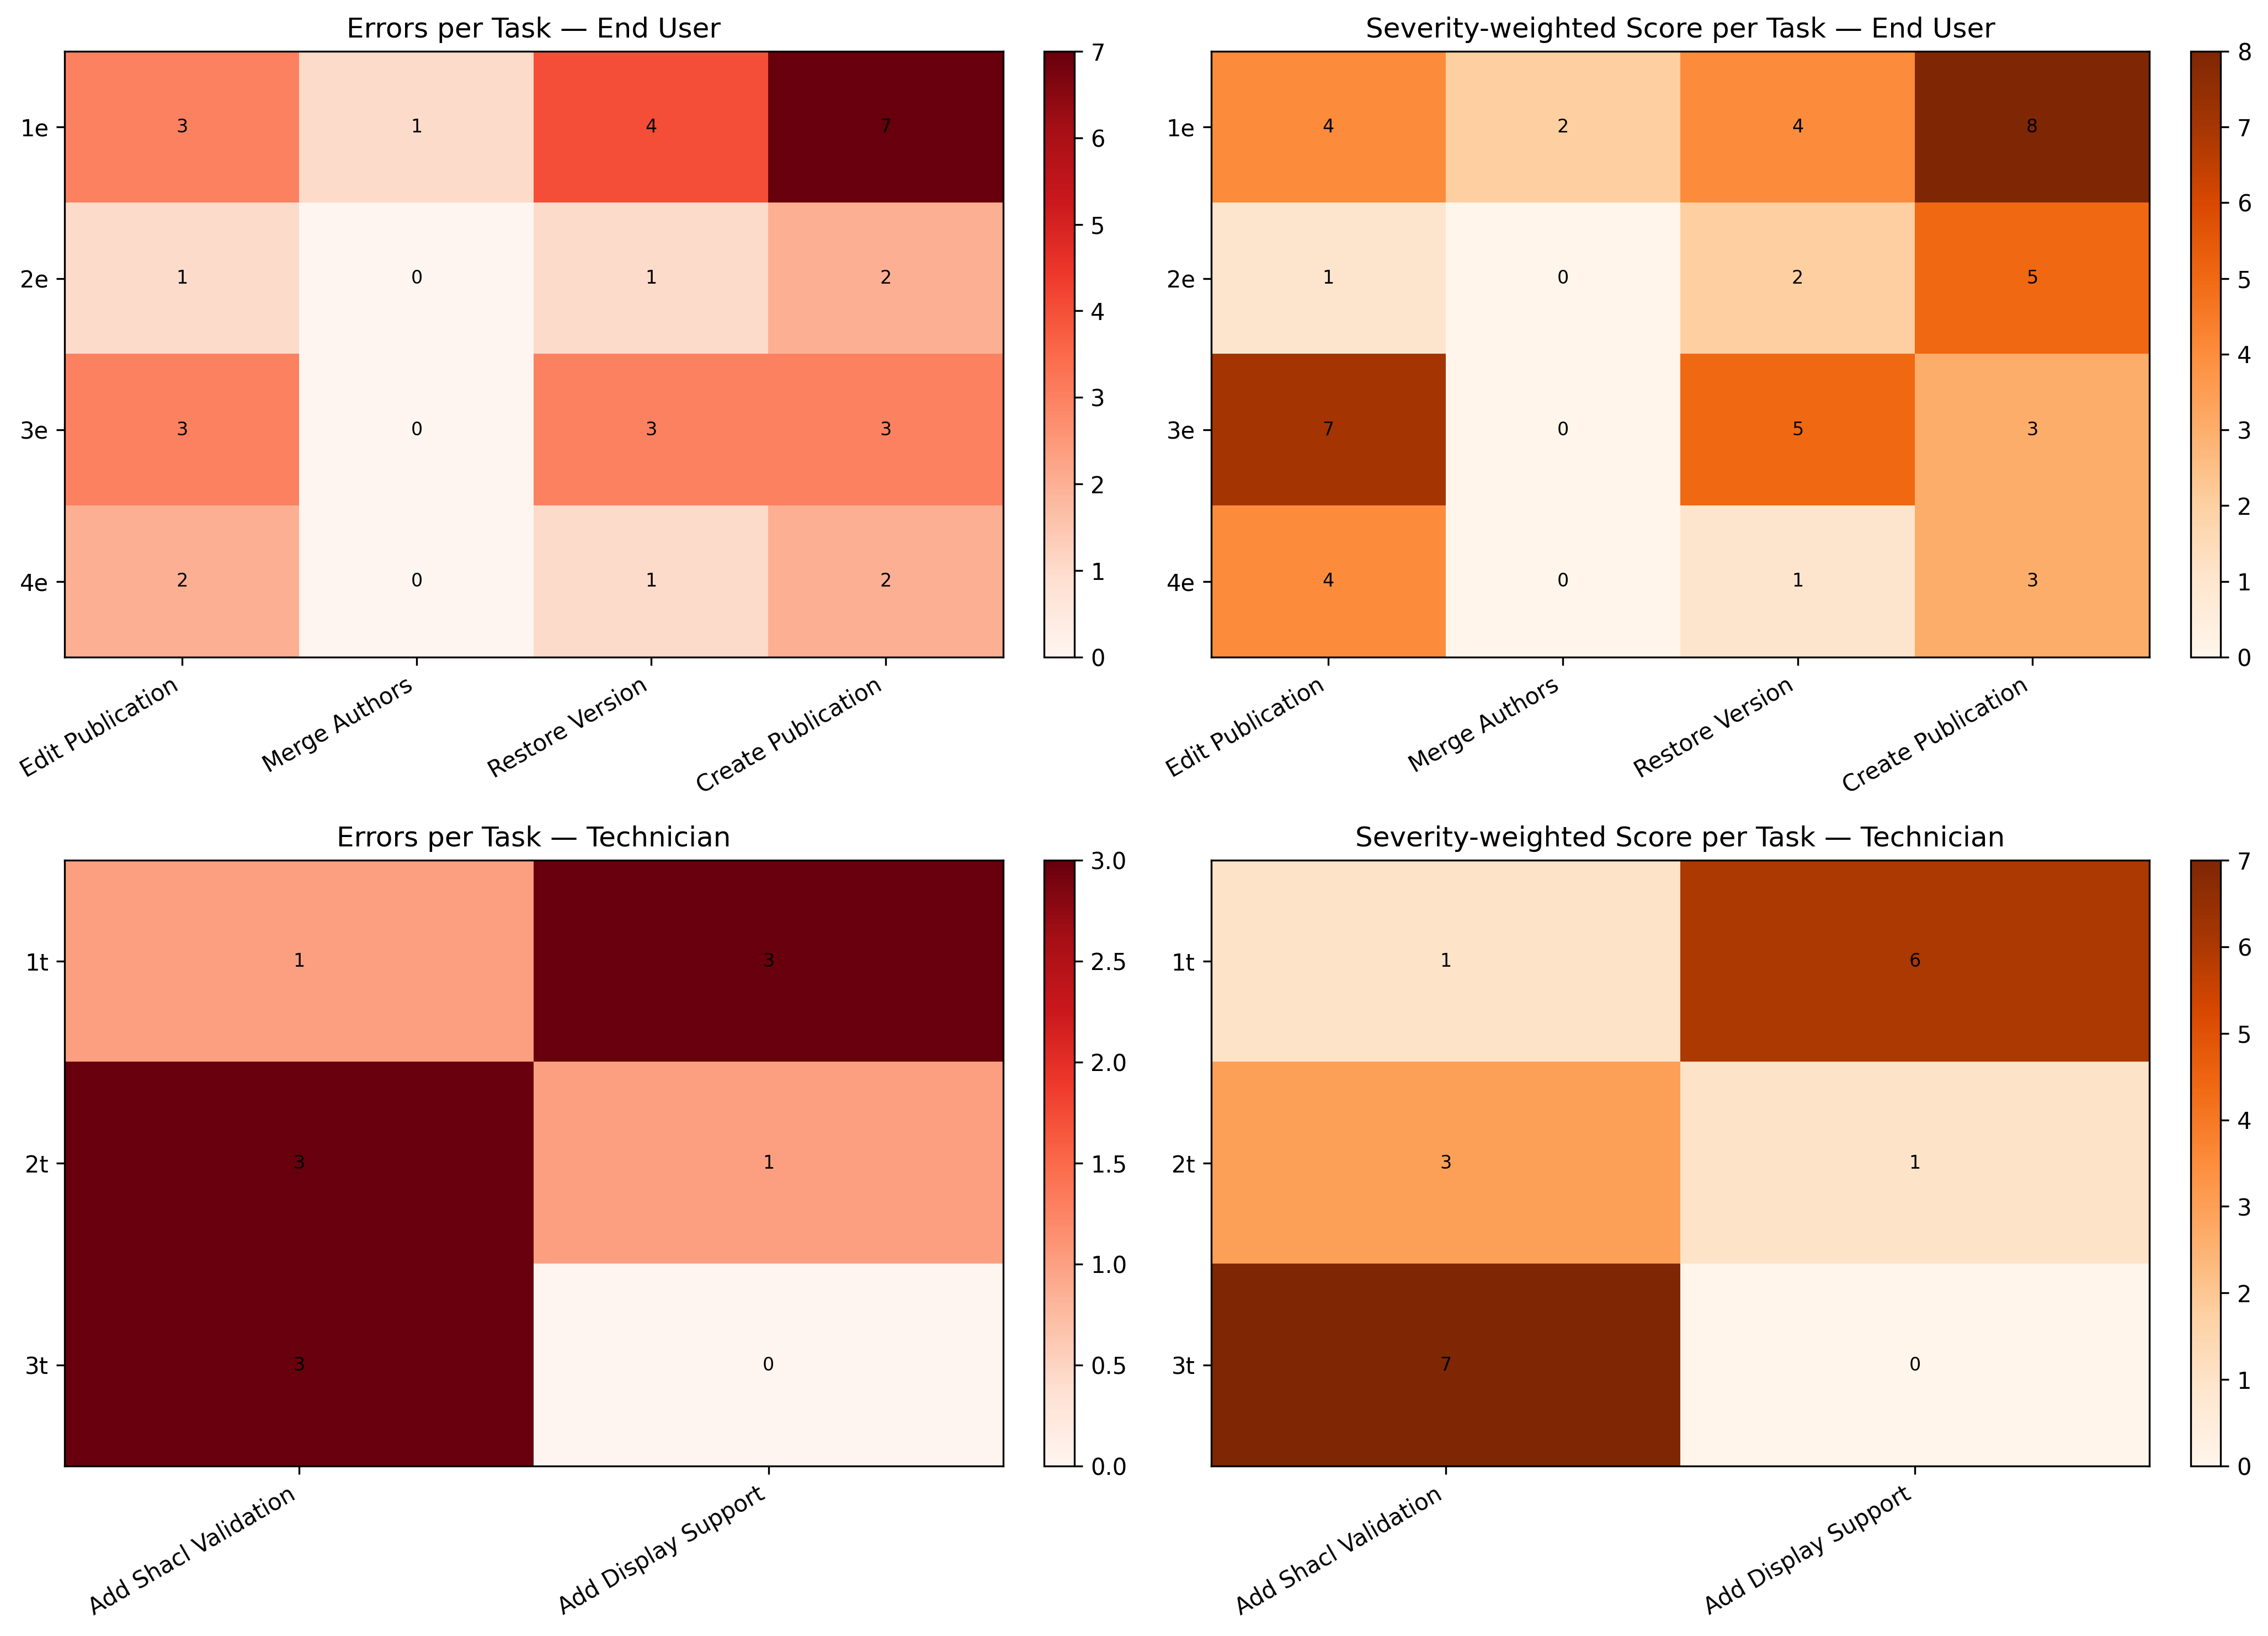 Errors per Task — End User
1e 3 1 4 7
2e 1 0 1 2
3e 3 0 3 3
4e 2 0 1 2
Edit Publication Merge Authors Restore Version Create Publication
7
6
5
4
3
2
1
0
Severity-weighted Score per Task — End User
1e 4 2 4 8
2e 1 0 2 5
3e 7 0 5 3
4e 4 0 1 3
Edit Publication Merge Authors Restore Version Create Publication
8
7
6
5
4
3
2
1
0
Errors per Task — Technician
1t 1 3
2t 3 1
3t 3 0
Add Shacl Validation Add Display Support
3.0
2.5
2.0
1.5
1.0
0.5
0.0
Severity-weighted Score per Task — Technician
1t 1 6
2t 3 1
3t 7 0
Add Shacl Validation Add Display Support
7
6
5
4
3
2
1
0